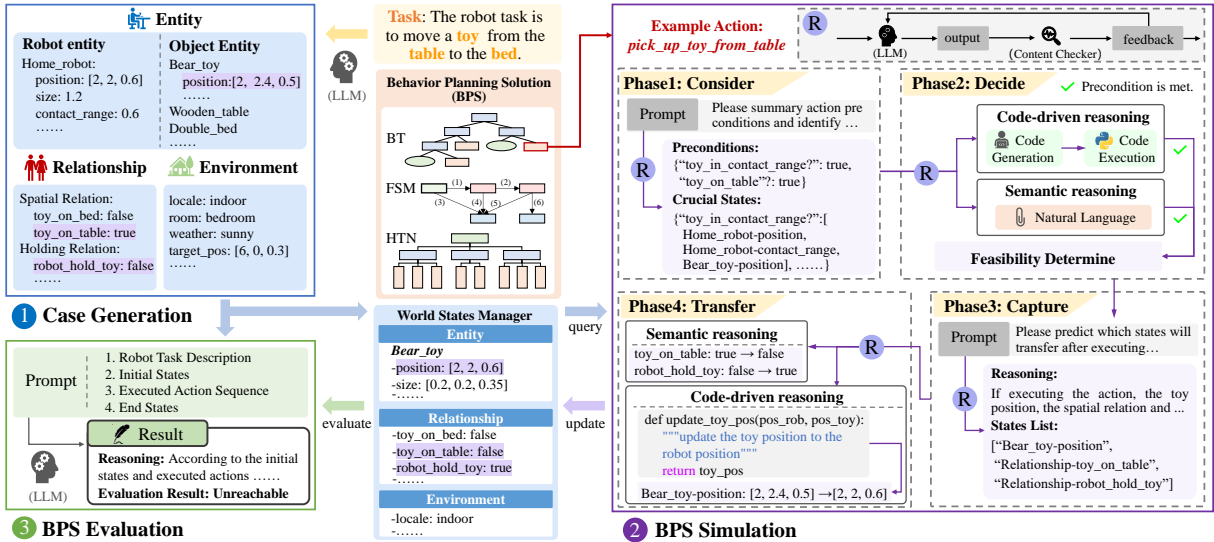 Entity
Robot entity
Home_robot:
position: [2, 2, 0.6]
size: 1.2
contact_range: 0.6
……
Object Entity
Bear_toy
position:[2, 2.4, 0.5]
……
Wooden_table
Double_bed
……
Relationship
Spatial Relation:
toy_on_bed: false
toy_on_table: true
Holding Relation:
robot_hold_toy: false
……
Environment
locale: indoor
room: bedroom
weather: sunny
target_pos: [6, 0, 0.3]
……
1 Case Generation
(LLM)
Task: The robot task is
to move a toy from the
table to the bed.
Behavior Planning Solution
(BPS)
BT
FSM
(1)
(2)
(3)
(4)
(5)
(6)
HTN
World States Manager
Entity
Bear_toy
-position: [2, 2, 0.6]
-size: [0.2, 0.2, 0.35]
-……
Relationship
-toy_on_bed: false
-toy_on_table: false
-robot_hold_toy: true
-……
Environment
-locale: indoor
-……
query
update
evaluate
Prompt
1. Robot Task Description
2. Initial States
3. Executed Action Sequence
4. End States
(LLM)
Result
Reasoning: According to the initial
states and executed actions ……
Evaluation Result: Unreachable
3 BPS Evaluation
Example Action:
pick_up_toy_from_table
R
(LLM)
output
(Content Checker)
feedback
Phase1: Consider
Prompt
Please summary action pre
conditions and identify …
R
Preconditions:
{“toy_in_contact_range?”: true,
“toy_on_table”?: true}
Crucial States:
{“toy_in_contact_range?”:[
Home_robot-position,
Home_robot-contact_range,
Bear_toy-position], ……}
R
Phase2: Decide
Precondition is met.
Code-driven reasoning
Code
Generation
Code
Execution
Semantic reasoning
Natural Language
Feasibility Determine
Phase3: Capture
Prompt
Please predict which states will
transfer after executing…
R
Reasoning:
If executing the action, the toy
position, the spatial relation and ...
States List:
[“Bear_toy-position”,
“Relationship-toy_on_table”,
“Relationship-robot_hold_toy”]
R
Phase4: Transfer
Semantic reasoning
toy_on_table: true → false
robot_hold_toy: false → true
Code-driven reasoning
def update_toy_pos(pos_rob, pos_toy):
"""update the toy position to the
robot position"""
return toy_pos
Bear_toy-position: [2, 2.4, 0.5] →[2, 2, 0.6]
2 BPS Simulation